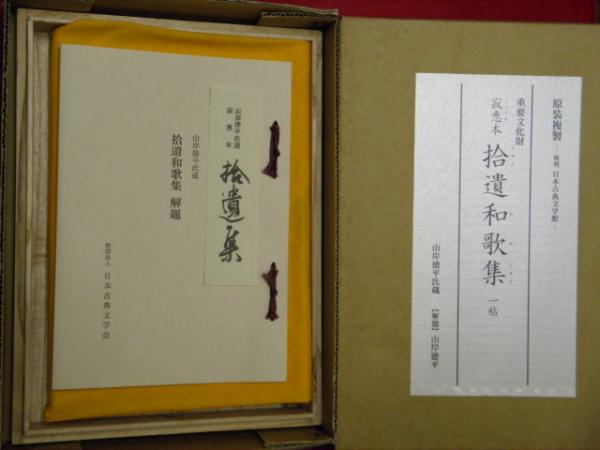 原装複製 ─複刻 日本古典文学館─
重要文化財
寂恵本 拾遺和歌集 一帖
山岸徳平氏蔵 【解題】山岸徳平
山岸徳平氏蔵
寂恵本
拾遺集
山岸徳平氏蔵
拾遺和歌集 解題
財団法人 日本古典文学会